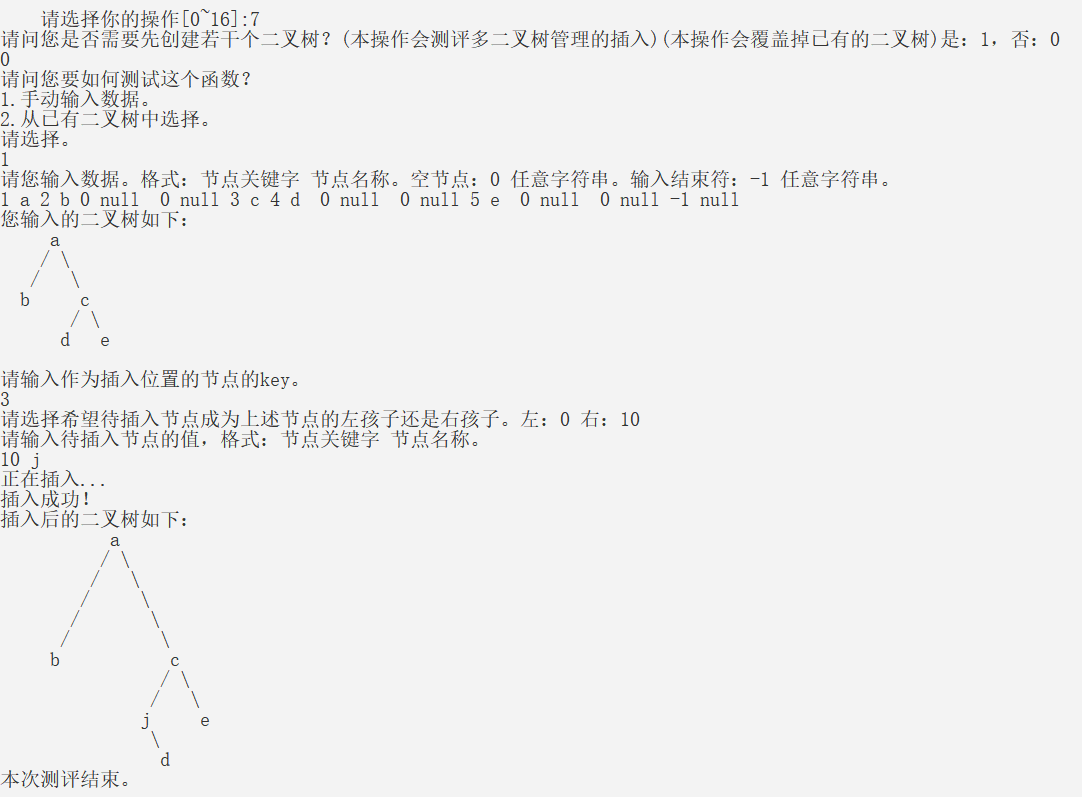 请选择你的操作[0~16]:7
请问您是否需要先创建若干个二叉树？(本操作会测评多二叉树管理的插入)(本操作会覆盖掉已有的二叉树)是：1，否：0
0
请问您要如何测试这个函数？
1.手动输入数据。
2.从已有二叉树中选择。
请选择。
1
请您输入数据。格式：节点关键字 节点名称。空节点：0 任意字符串。输入结束符：-1 任意字符串。
1 a 2 b 0 null  0 null 3 c 4 d  0 null  0 null 5 e  0 null  0 null -1 null
您输入的二叉树如下：
a
/ \
/   \
b     c
/ \
d   e
请输入作为插入位置的节点的key。
3
请选择希望待插入节点成为上述节点的左孩子还是右孩子。左：0 右：10
请输入待插入节点的值，格式：节点关键字 节点名称。
10 j
正在插入...
插入成功！
插入后的二叉树如下：
a
/ \
/   \
/     \
/       \
/         \
b           c
/ \
/   \
j     e
\
d
本次测评结束。